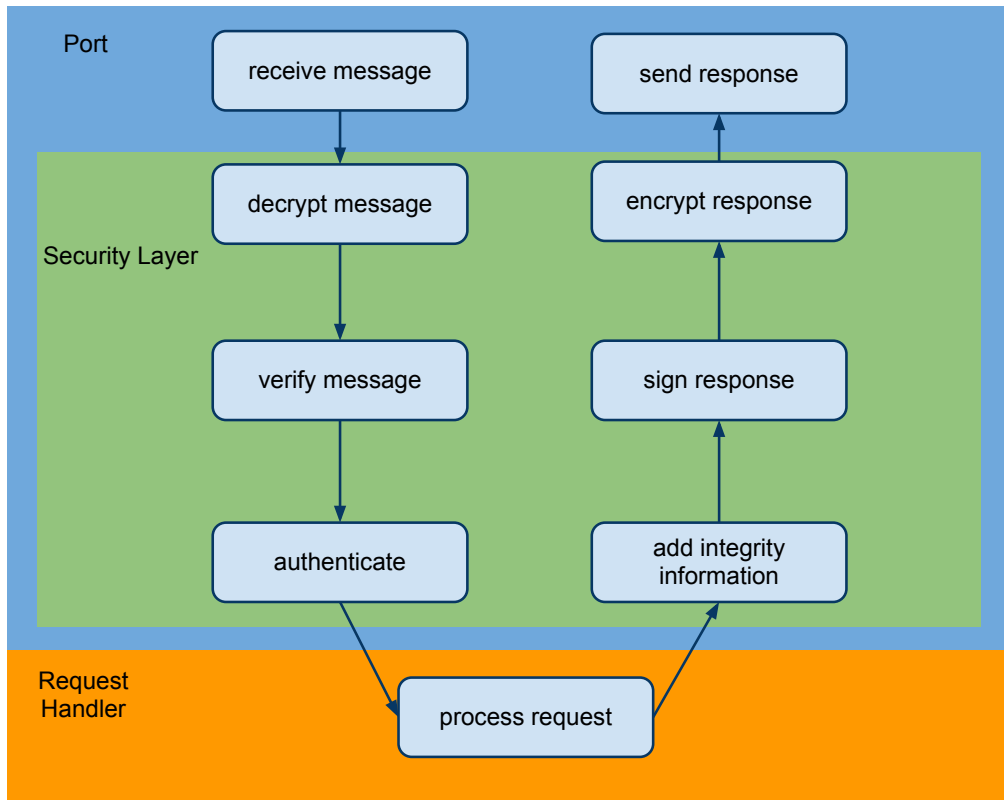 Port
receive message
send response
decrypt message
encrypt response
Security Layer
verify message
sign response
authenticate
add integrity
information
Request
Handler
process request